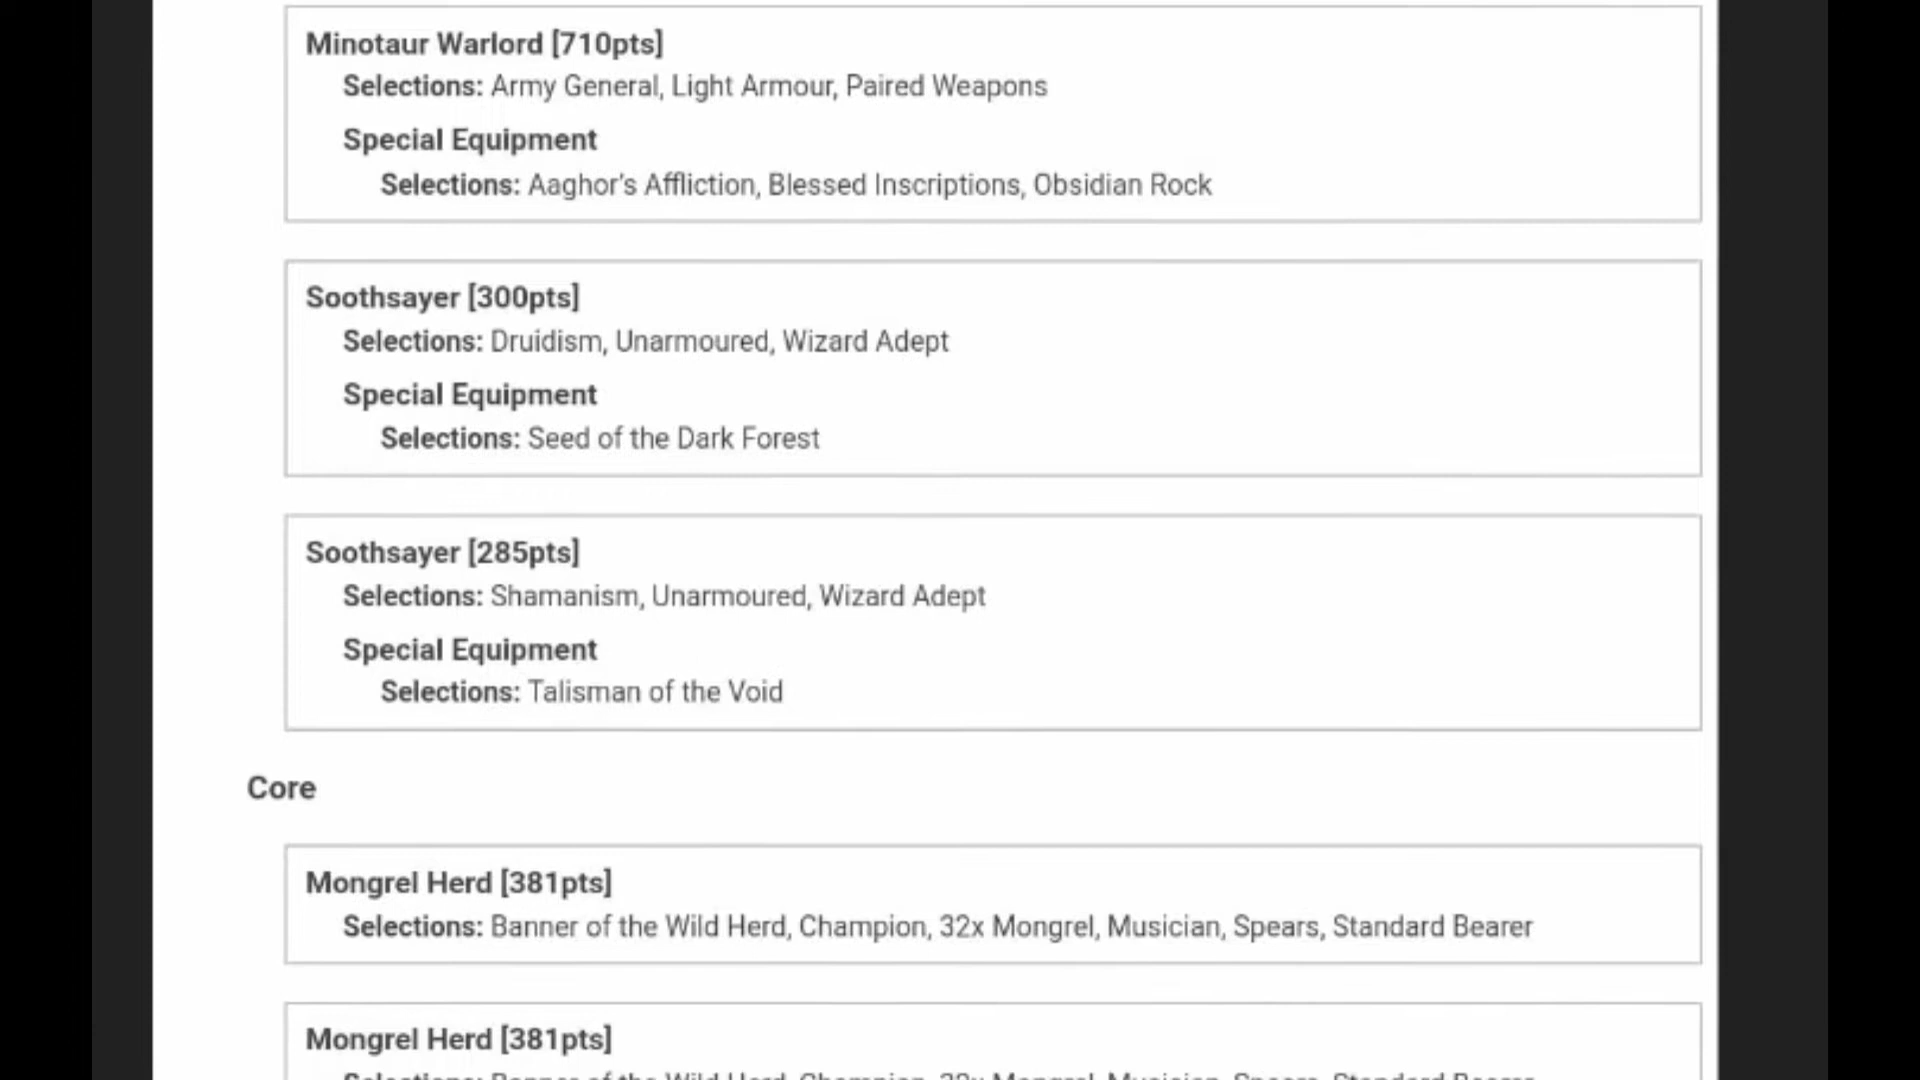 Minotaur Warlord [710pts]
Selections: Army General, Light Armour, Paired Weapons
Special Equipment
Selections: Aaghor's Affliction, Blessed Inscriptions, Obsidian Rock
Soothsayer [300pts]
Selections: Druidism, Unarmoured, Wizard Adept
Special Equipment
Selections: Seed of the Dark Forest
Soothsayer [285pts]
Selections: Shamanism, Unarmoured, Wizard Adept
Special Equipment
Selections: Talisman of the Void
Core
Mongrel Herd [381pts]
Selections: Banner of the Wild Herd, Champion, 32x Mongrel, Musician, Spears, Standard Bearer
Mongrel Herd [381pts]